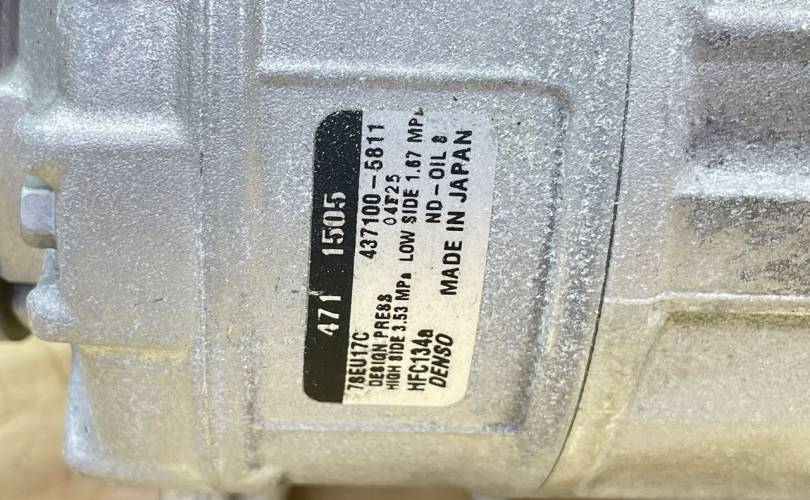 471 1505
7SEU17C 437100-5811
DESIGN PRESS 04F25
HIGH SIDE 3.53 MPa LOW SIDE 1.67 MPa
HFC134a ND-OIL 8
DENSO MADE IN JAPAN